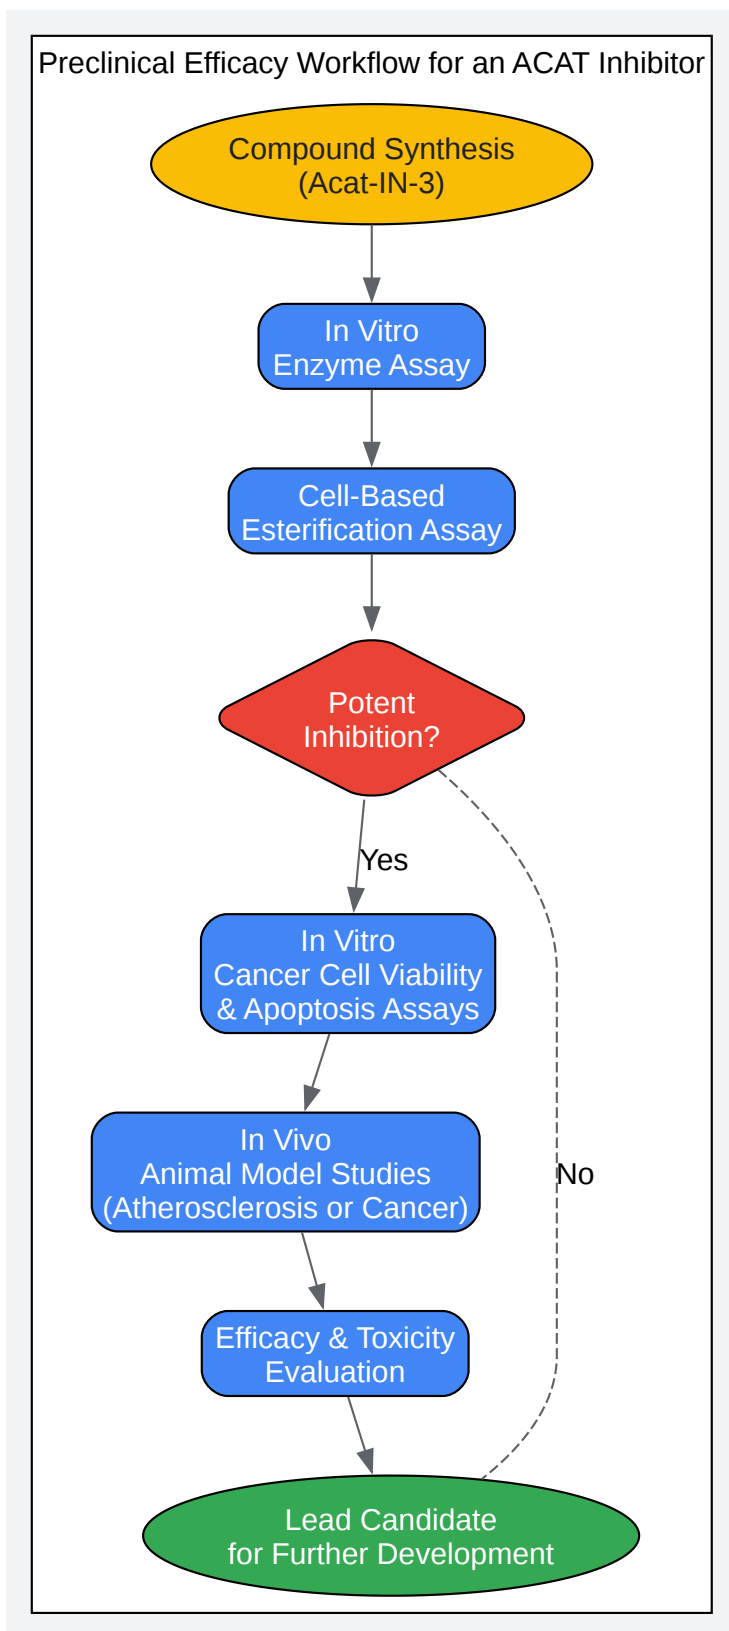 Preclinical Efficacy Workflow for an ACAT Inhibitor
Compound Synthesis
(Acat-IN-3)
In Vitro
Enzyme Assay
Cell-Based
Esterification Assay
Potent
Inhibition?
Yes
In Vitro
Cancer Cell Viability
& Apoptosis Assays
In Vivo
Animal Model Studies
(Atherosclerosis or Cancer)
No
Efficacy & Toxicity
Evaluation
Lead Candidate
for Further Development